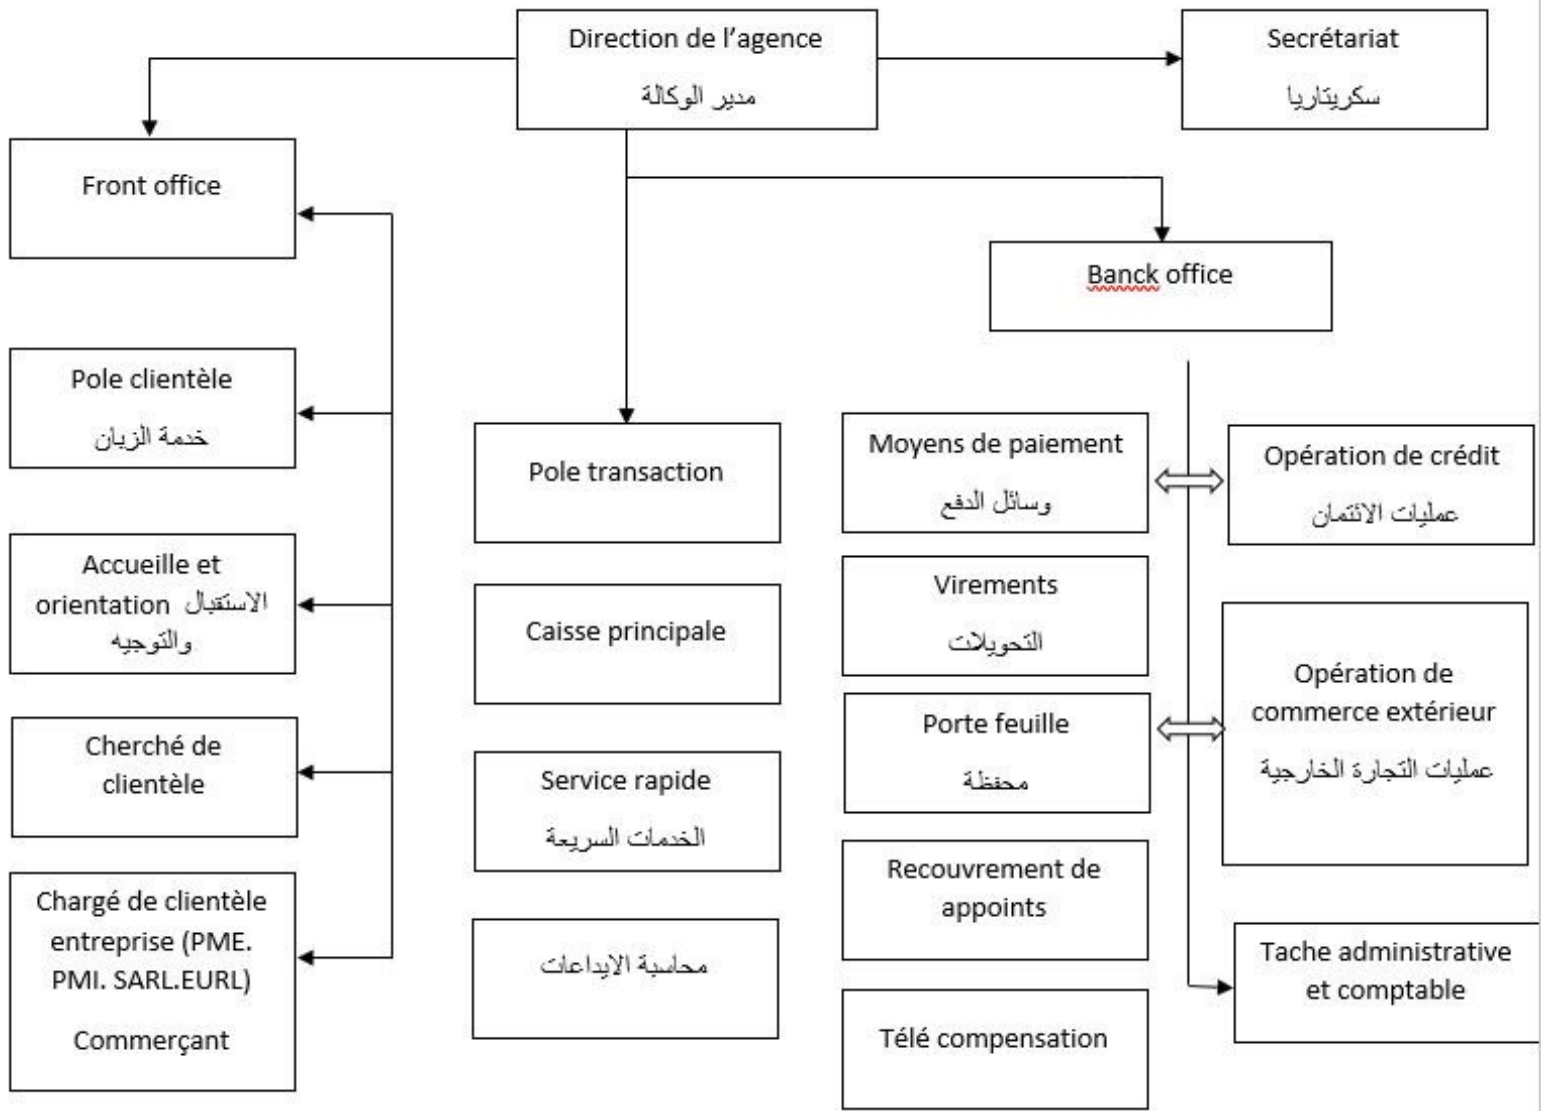 Direction de l’agence
مدير الوكالة
Secrétariat
سكريتاريا
Front office
Banck office
Pole clientèle
خدمة الزبان
Accueille et
orientation الاستقبال
والتوجيه
Cherché de
clientèle
Chargé de clientèle
entreprise (PME.
PMI. SARL.EURL)
Commerçant
Pole transaction
Caisse principale
Service rapide
الخدمات السريعة
محاسبة الايداعات
Moyens de paiement
وسائل الدفع
Virements
التحويلات
Porte feuille
محفظة
Recouvrement de
appoints
Télé compensation
Opération de crédit
عمليات الائتمان
Opération de
commerce extérieur
عمليات التجارة الخارجية
Tache administrative
et comptable